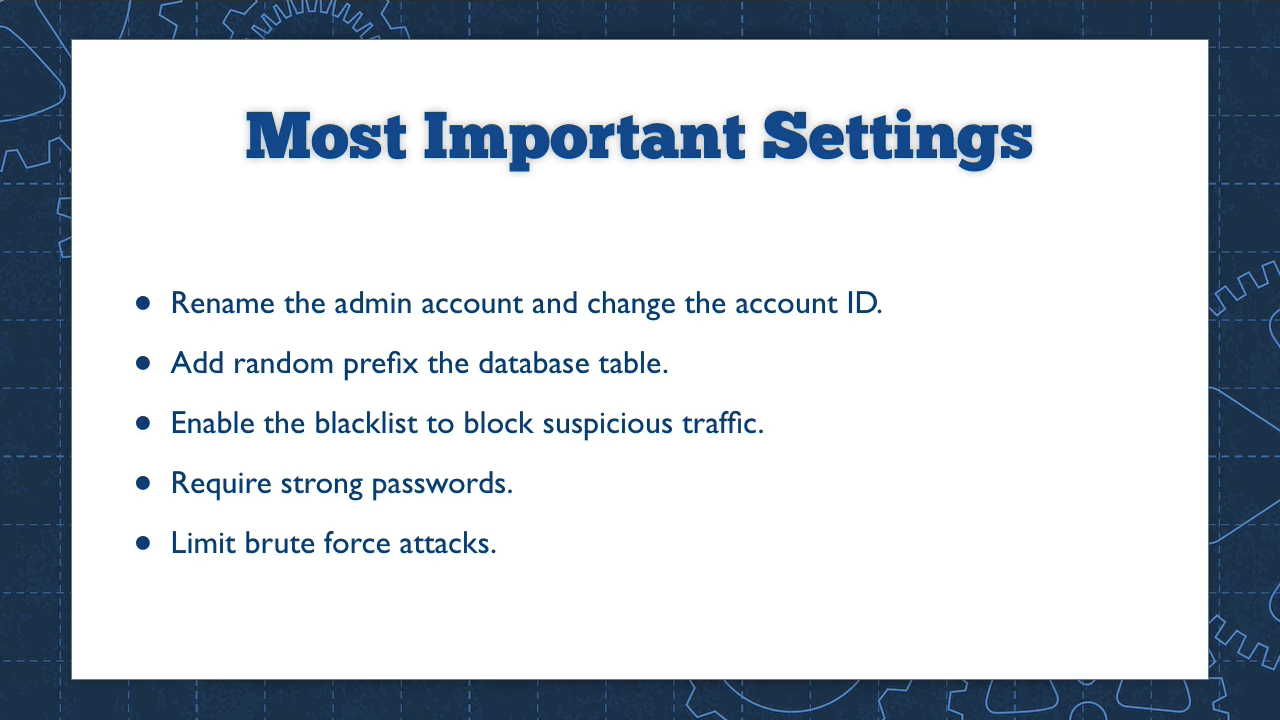 Most Important Settings
● Rename the admin account and change the account ID.
● Add random prefix the database table.
● Enable the blacklist to block suspicious traffic.
● Require strong passwords.
● Limit brute force attacks.